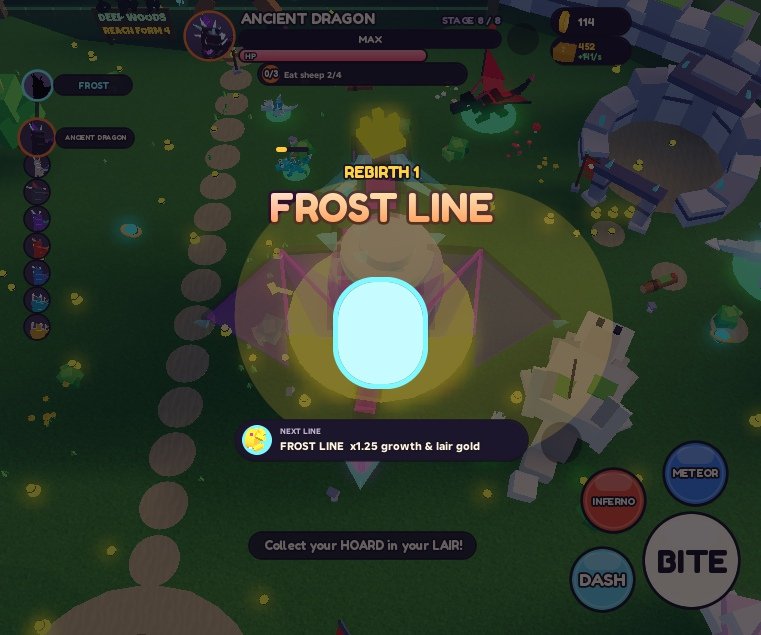 DEEP WOODS
REACH FORM 4
ANCIENT DRAGON
STAGE 8 / 8
MAX
HP
0/3 Eat sheep 2/4
114
452
+141/s
FROST
ANCIENT DRAGON
REBIRTH 1
FROST LINE
NEXT LINE
FROST LINE x1.25 growth & lair gold
METEOR
INFERNO
BITE
DASH
Collect your HOARD in your LAIR!